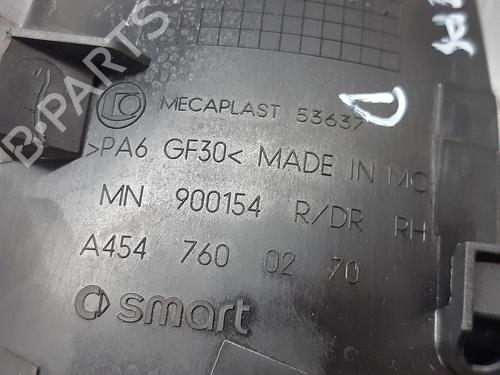 MECAPLAST 53637
>PA6 GF30< MADE IN MC
MN 900154 R/DR RH
A454 760 02 70
smart
B-PARTS